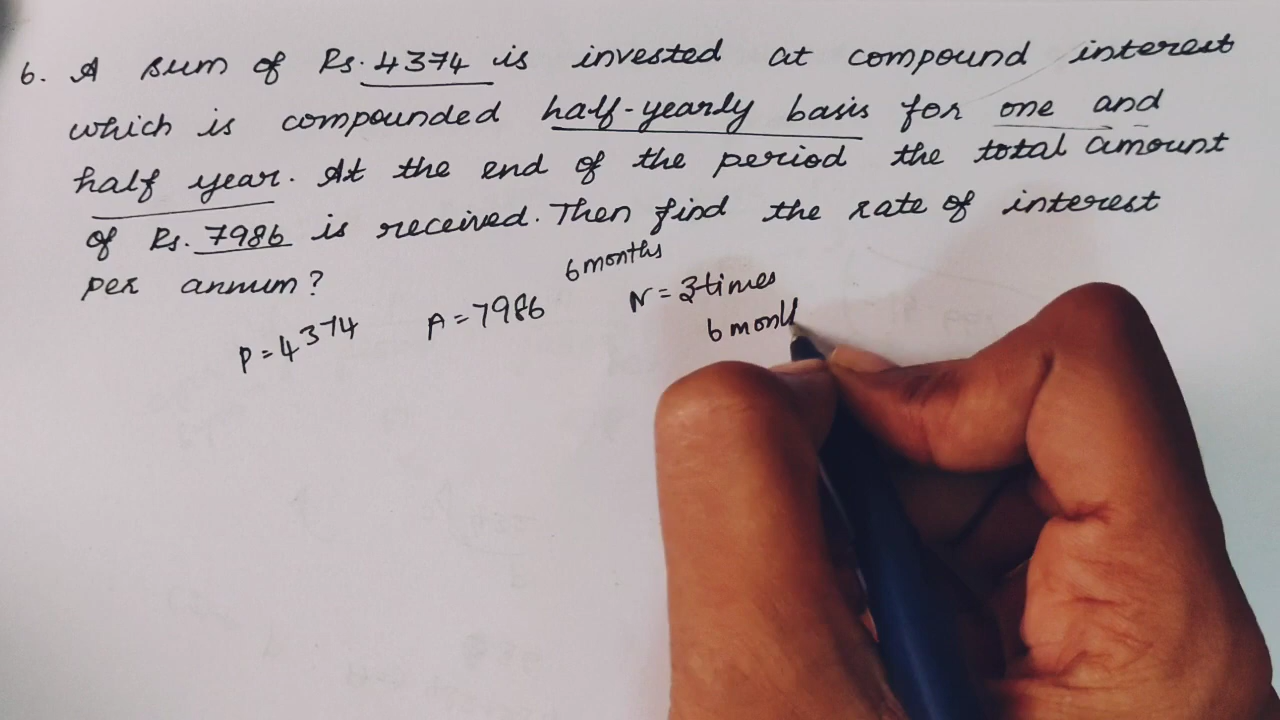 6. A sum of Rs. 4374 is invested at compound interest
which is compounded half-yearly basis for one and
half year. At the end of the period the total amount
of Rs. 7986 is received. Then find the rate of interest
per annum?
6 months
P = 4374 A = 7986 N = 3 times
6 month